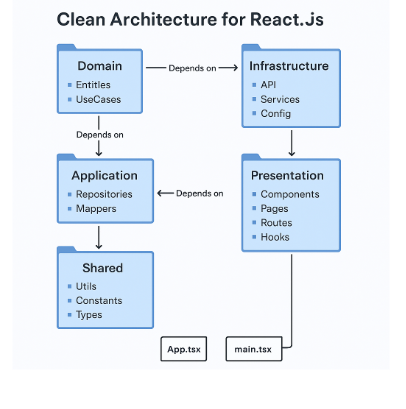 Clean Architecture for React.Js
Domain
Entitles
UseCases
Depends on
Infrastructure
API
Services
Config
Depends on
Application
Repositories
Mappers
Depends on
Presentation
Components
Pages
Routes
Hooks
Shared
Utils
Constants
Types
App.tsx
main.tsx